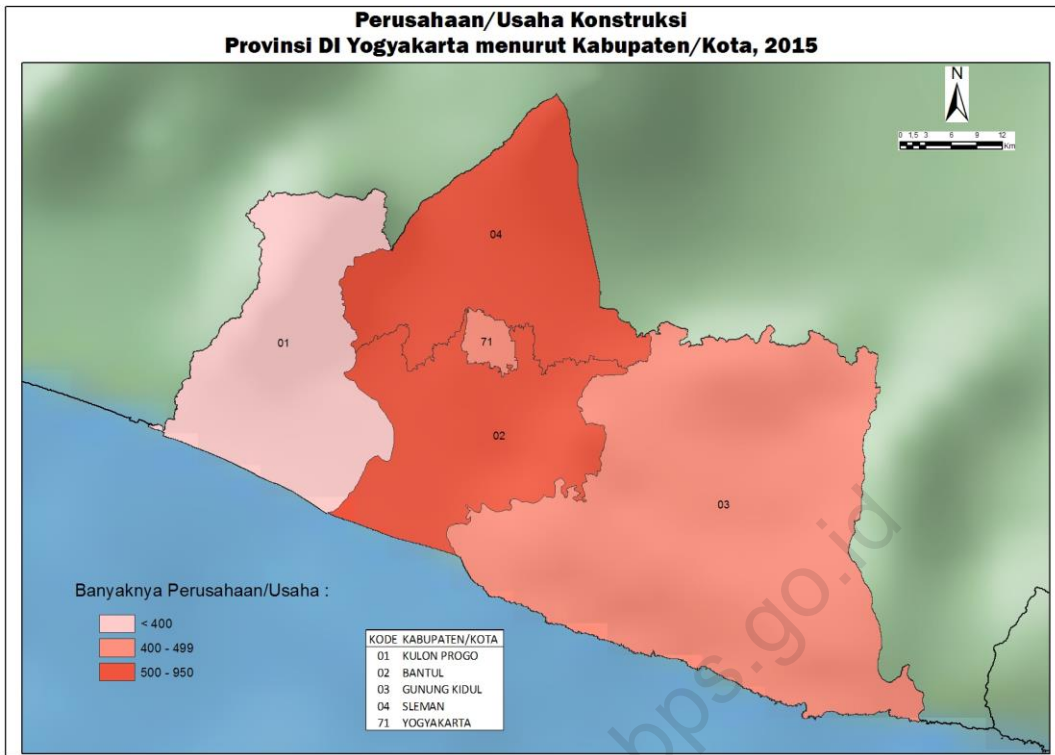 Perusahaan/Usaha Konstruksi
Provinsi DI Yogyakarta menurut Kabupaten/Kota, 2015
N
0 1,5 3 6 9 12
Km
04
01
71
02
03
Banyaknya Perusahaan/Usaha :
< 400
400 - 499
500 - 950
KODE KABUPATEN/KOTA
01 KULON PROGO
02 BANTUL
03 GUNUNG KIDUL
04 SLEMAN
71 YOGYAKARTA
bps.go.id